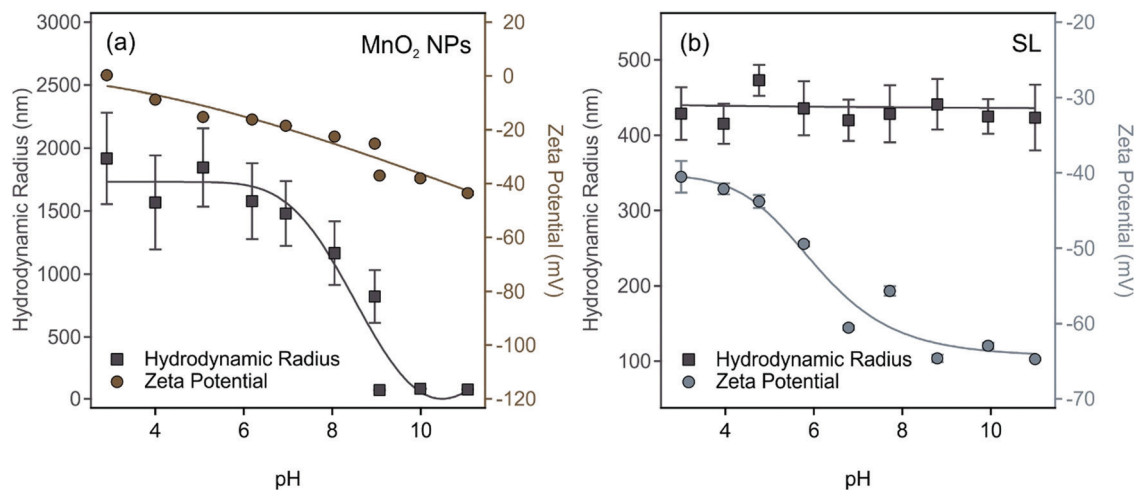 (a)
MnO₂ NPs
3000
2500
2000
1500
1000
500
0
Hydrodynamic Radius (nm)
20
0
-20
-40
-60
-80
-100
-120
Zeta Potential (mV)
Hydrodynamic Radius
Zeta Potential
4 6 8 10
pH
(b)
SL
500
400
300
200
100
Hydrodynamic Radius (nm)
-20
-30
-40
-50
-60
-70
Zeta Potential (mV)
Hydrodynamic Radius
Zeta Potential
4 6 8 10
pH